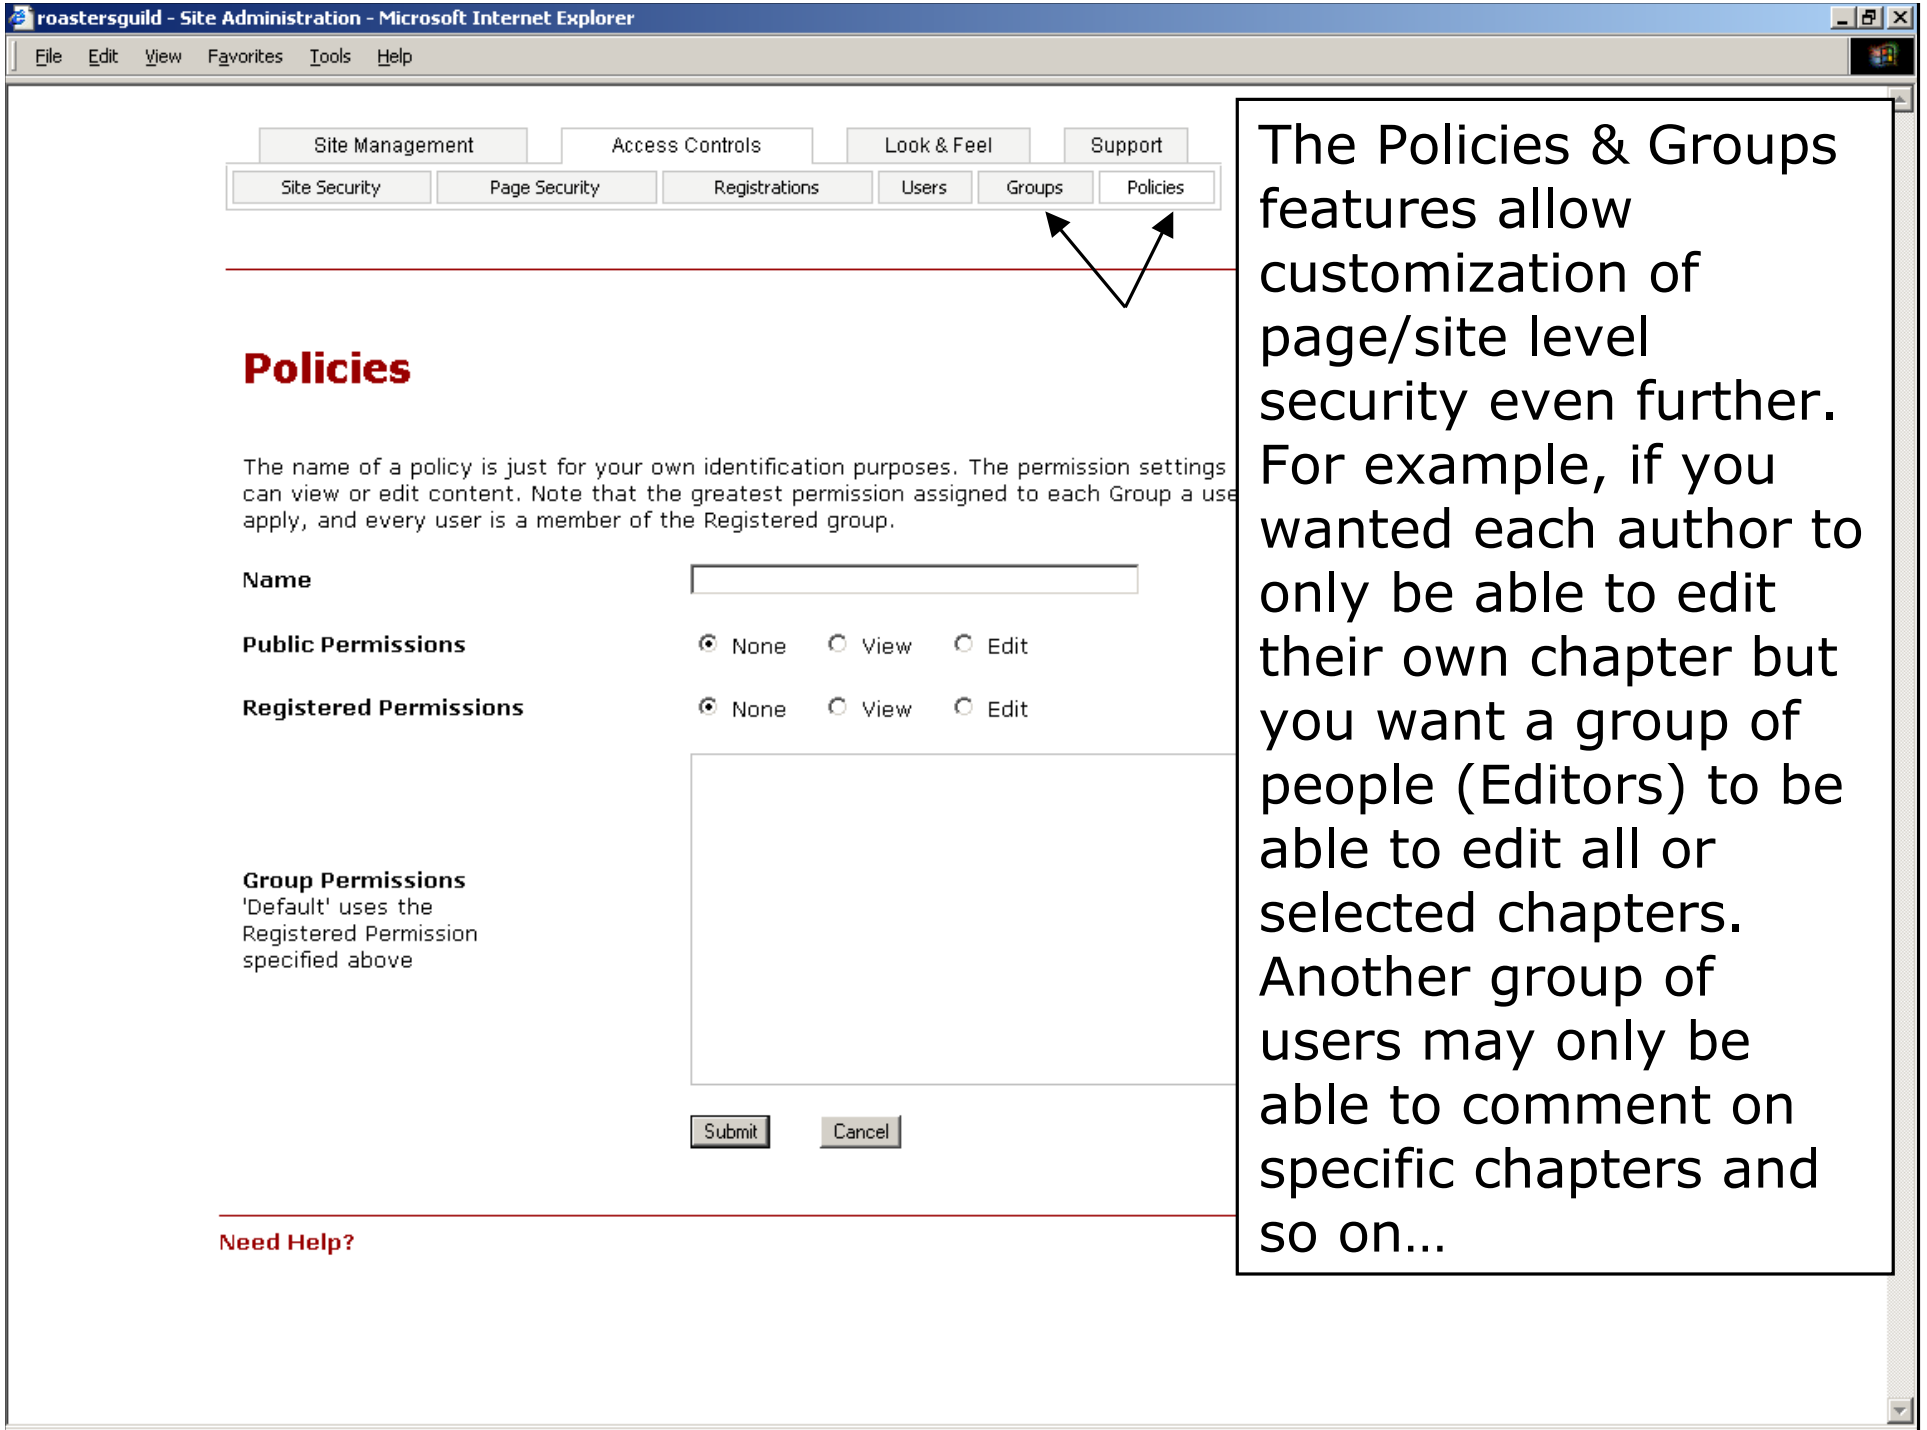 roastersguild - Site Administration - Microsoft Internet Explorer
File Edit View Favorites Tools Help
Site Management Access Controls Look & Feel Support
Site Security Page Security Registrations Users Groups Policies
Policies
The name of a policy is just for your own identification purposes. The permission settings
can view or edit content. Note that the greatest permission assigned to each Group a use
apply, and every user is a member of the Registered group.
Name
Public Permissions None View Edit
Registered Permissions None View Edit
Group Permissions
'Default' uses the
Registered Permission
specified above
Submit Cancel
Need Help?
The Policies & Groups
features allow
customization of
page/site level
security even further.
For example, if you
wanted each author to
only be able to edit
their own chapter but
you want a group of
people (Editors) to be
able to edit all or
selected chapters.
Another group of
users may only be
able to comment on
specific chapters and
so on…